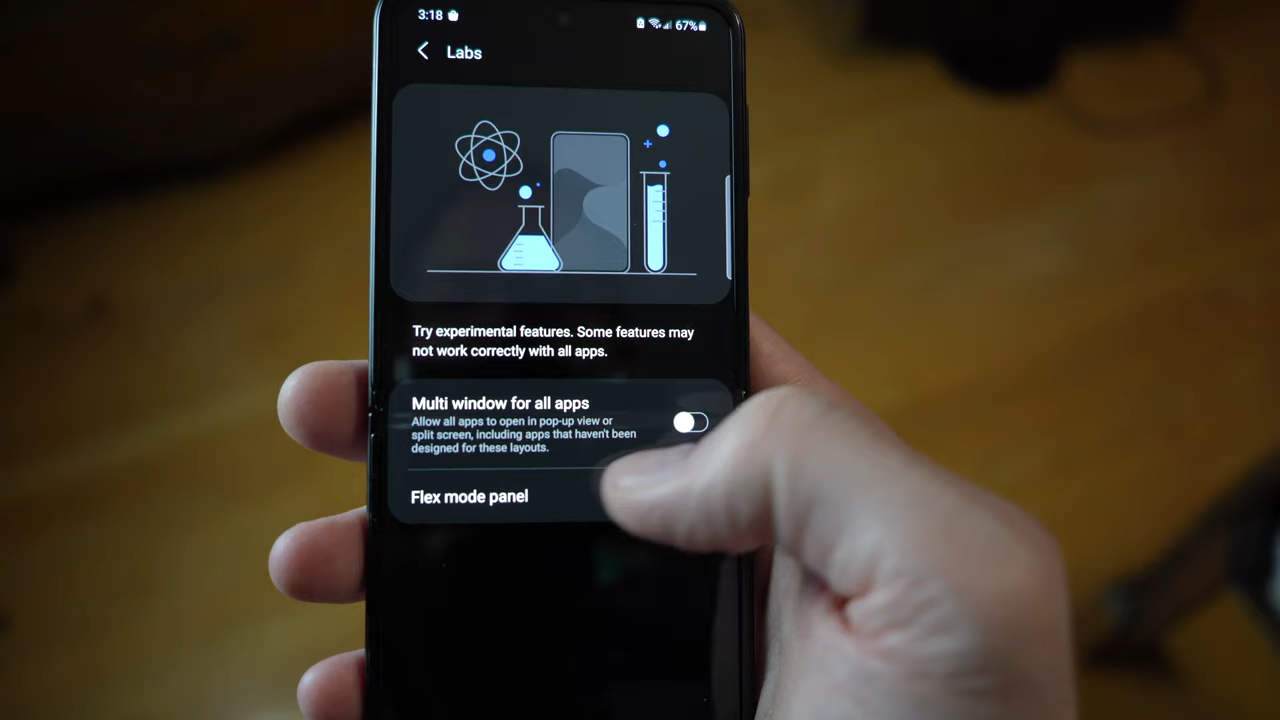 3:18 67%
Labs
Try experimental features. Some features may
not work correctly with all apps.
Multi window for all apps
Allow all apps to open in pop-up view or
split screen, including apps that haven't been
designed for these layouts.
Flex mode panel